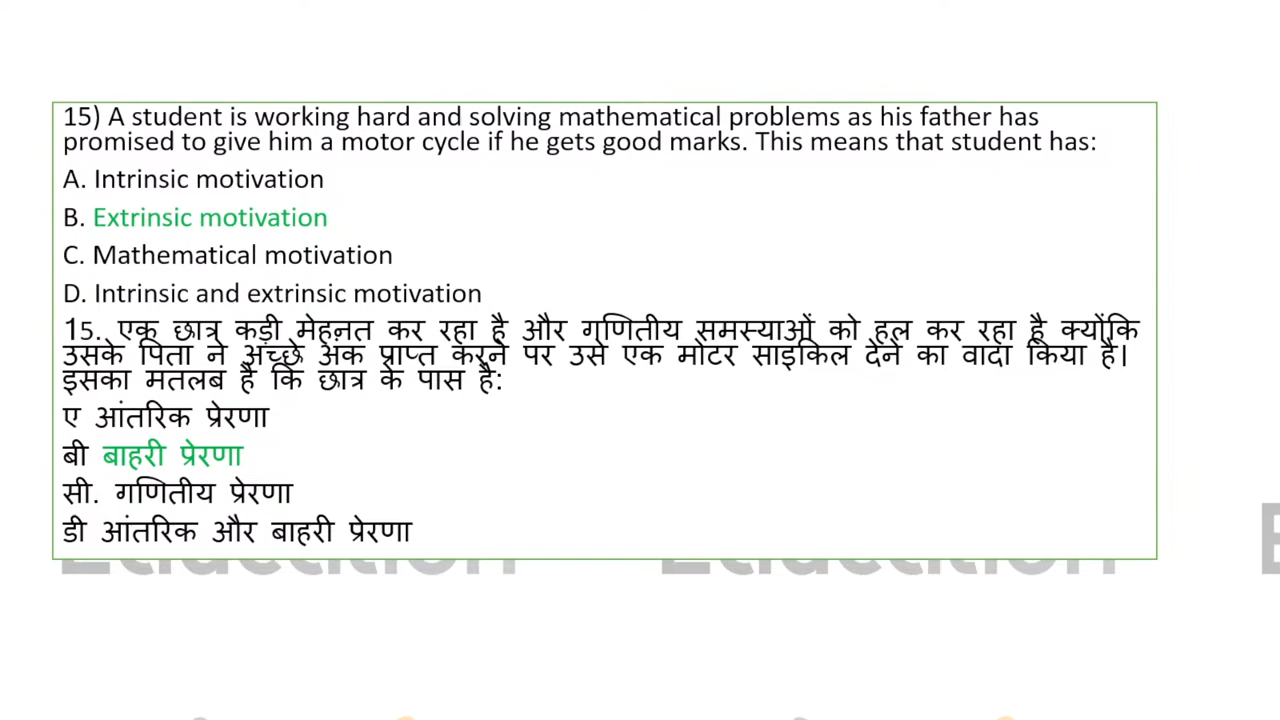 15) A student is working hard and solving mathematical problems as his father has
promised to give him a motor cycle if he gets good marks. This means that student has:
A. Intrinsic motivation
B. Extrinsic motivation
C. Mathematical motivation
D. Intrinsic and extrinsic motivation
15. एक छात्र कड़ी मेहनत कर रहा है और गणितीय समस्याओं को हल कर रहा है क्योंकि
उसके पिता ने अच्छे अंक प्राप्त करने पर उसे एक मोटर साइकिल देने का वादा किया है।
इसका मतलब है कि छात्र के पास है:
ए आंतरिक प्रेरणा
बी बाहरी प्रेरणा
सी. गणितीय प्रेरणा
डी आंतरिक और बाहरी प्रेरणा